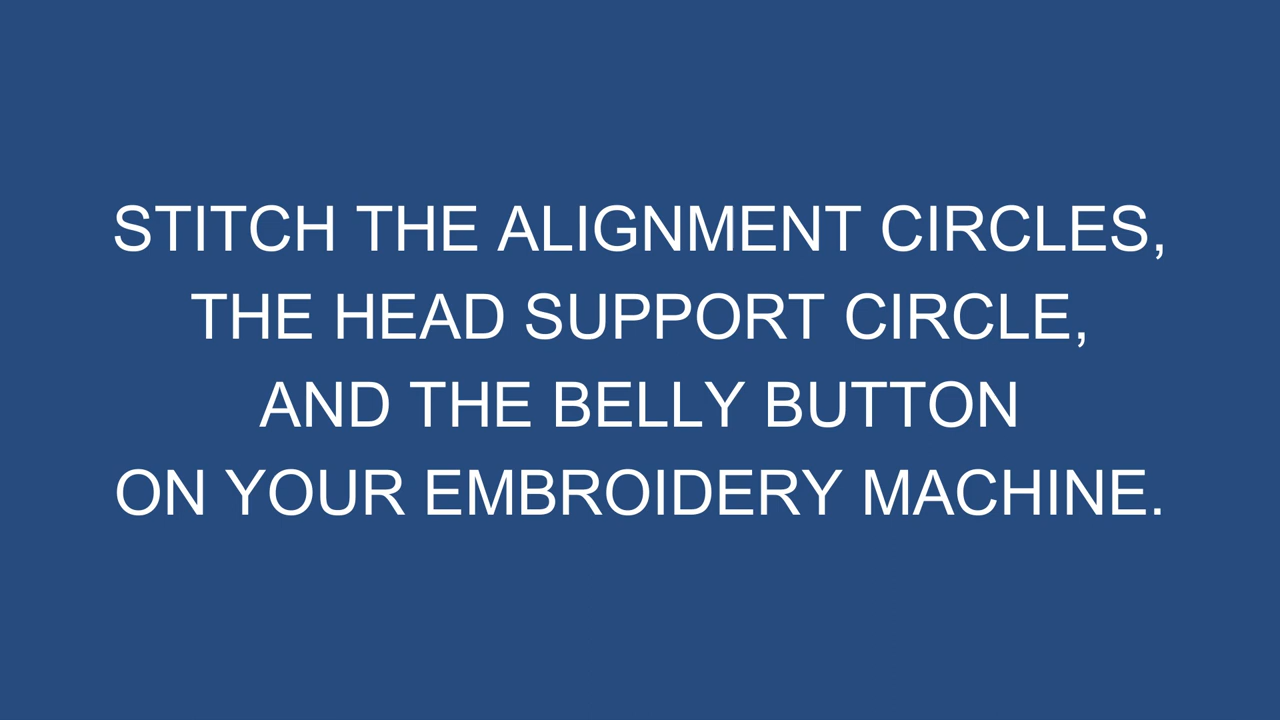 STITCH THE ALIGNMENT CIRCLES,
THE HEAD SUPPORT CIRCLE,
AND THE BELLY BUTTON
ON YOUR EMBROIDERY MACHINE.